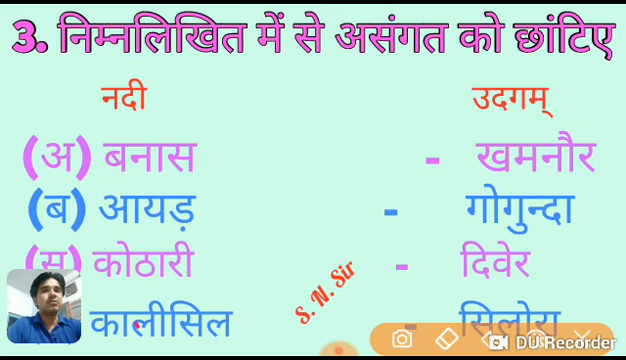 3. निम्नलिखित में से असंगत को छांटिए
नदी उदगम्
(अ) बनास - खमनौर
(ब) आयड़ - गोगुन्दा
(स) कोठारी - दिवेर
कालीसिल -
S. N. Sir
DU Recorder